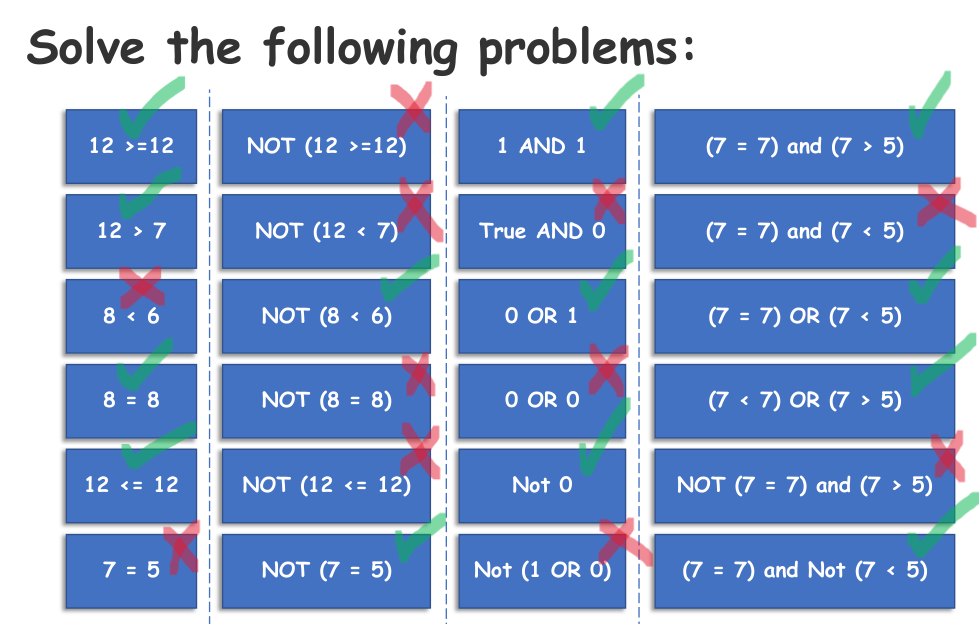 Solve the following problems:
12 >=12
NOT (12 >=12)
1 AND 1
(7 = 7) and (7 > 5)
12 > 7
NOT (12 < 7)
True AND 0
(7 = 7) and (7 < 5)
8 < 6
NOT (8 < 6)
0 OR 1
(7 = 7) OR (7 < 5)
8 = 8
NOT (8 = 8)
0 OR 0
(7 < 7) OR (7 > 5)
12 <= 12
NOT (12 <= 12)
Not 0
NOT (7 = 7) and (7 > 5)
7 = 5
NOT (7 = 5)
Not (1 OR 0)
(7 = 7) and Not (7 < 5)